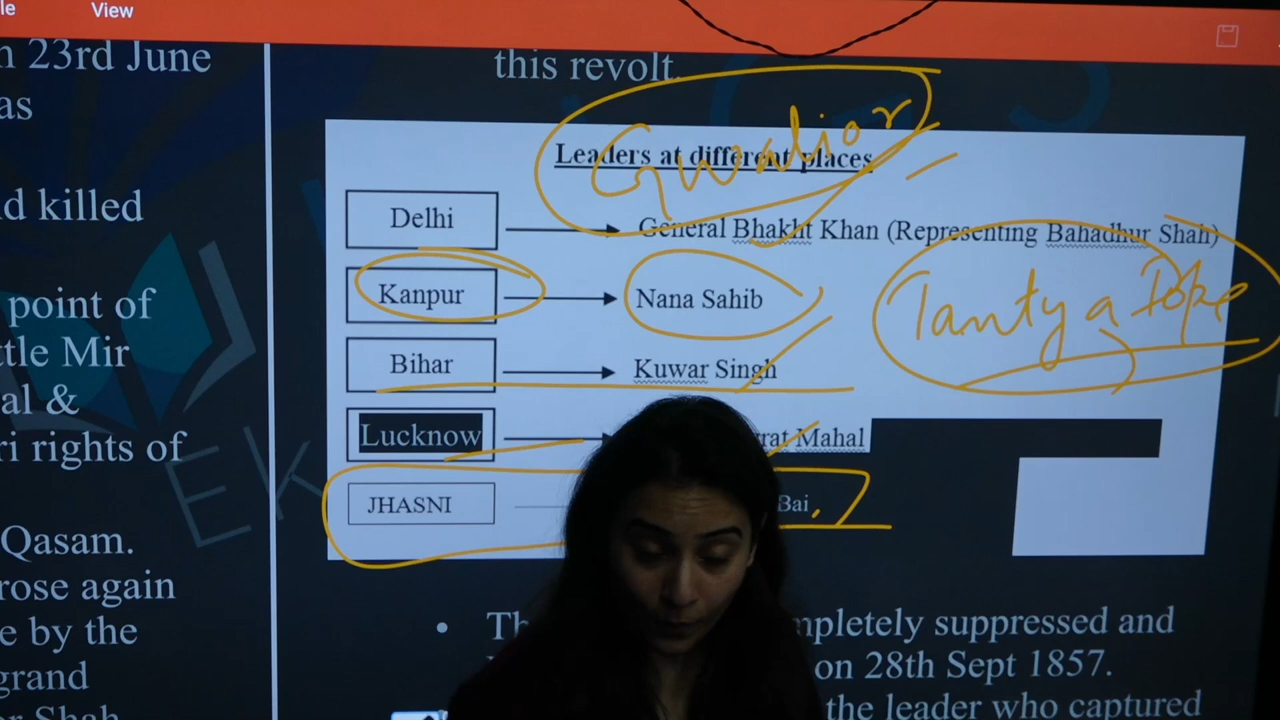 le View
n 23rd June
as
d killed
point of
tle Mir
al &
ri rights of
Qasam.
rose again
e by the
grand
this revolt.
Gwalior
Leaders at different places
Delhi General Bhakht Khan (Representing Bahadhur Shah)
Kanpur Nana Sahib
Tantya Tope
Bihar Kuwar Singh
Lucknow rat Mahal
JHASNI Bai,
EK
• Th mpletely suppressed and
on 28th Sept 1857.
the leader who captured